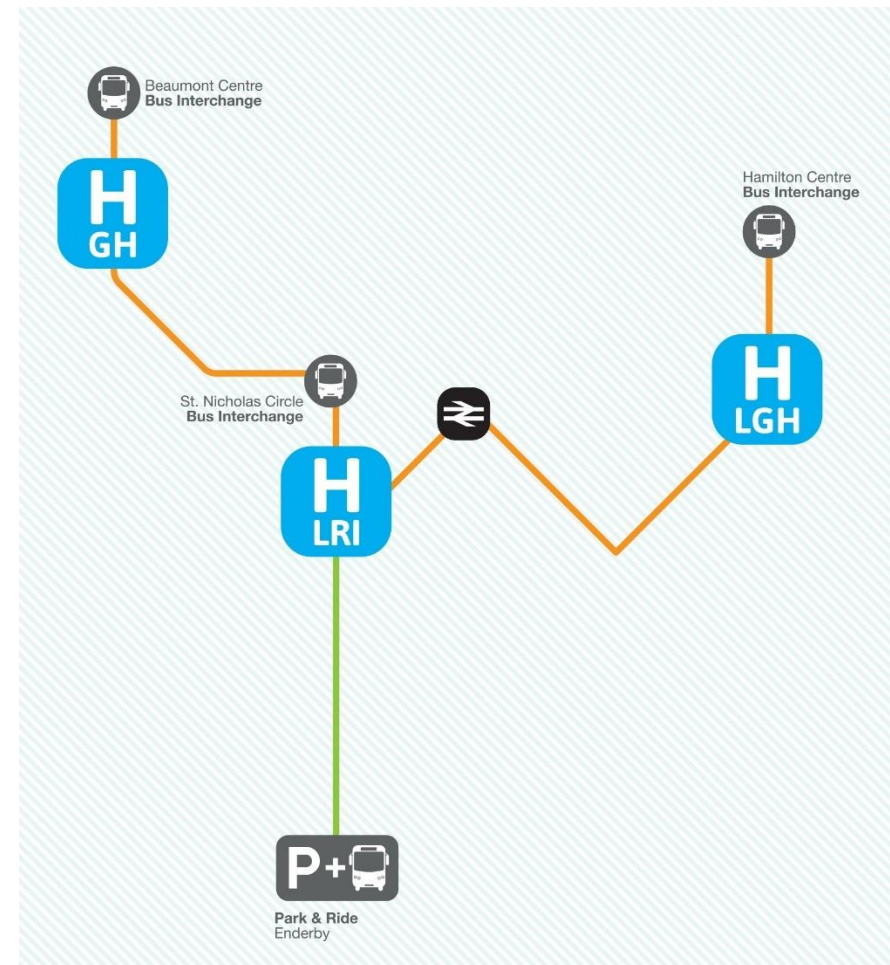 Beaumont Centre
Bus Interchange
H
GH
Hamilton Centre
Bus Interchange
H
LGH
St. Nicholas Circle
Bus Interchange
H
LRI
P+
Park & Ride
Enderby